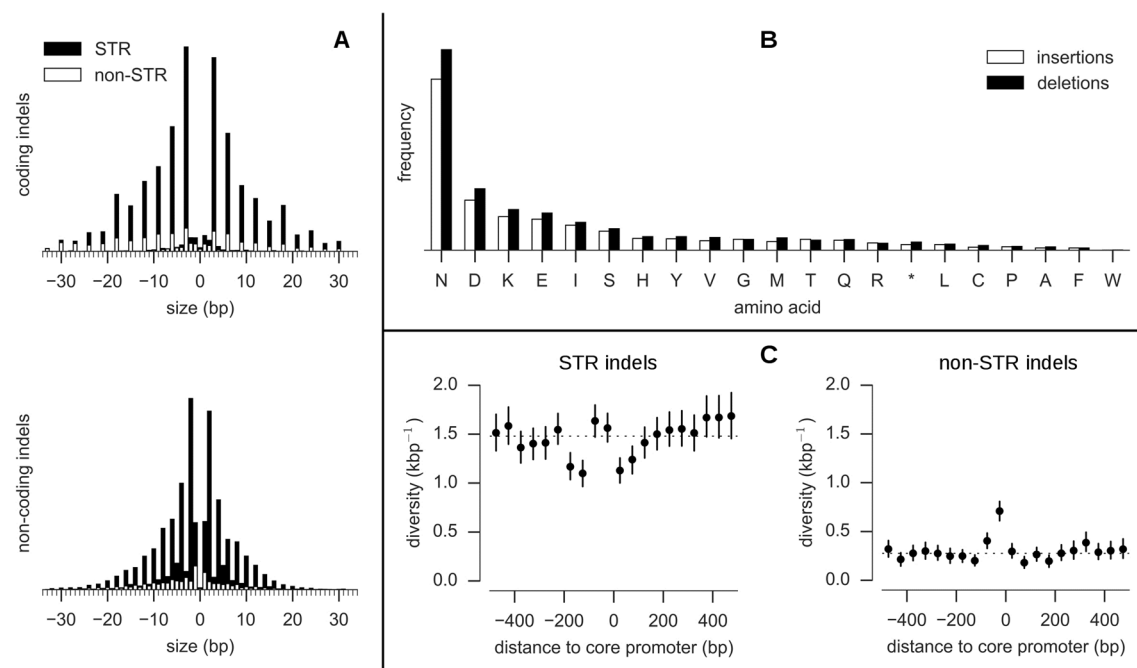 A
STR
non-STR
coding indels
−30 −20 −10 0 10 20 30
size (bp)
non-coding indels
−30 −20 −10 0 10 20 30
size (bp)
B
insertions
deletions
frequency
N D K E I S H Y V G M T Q R * L C P A F W
amino acid
C
STR indels
2.0
1.5
1.0
0.5
0.0
diversity (kbp⁻¹)
−400 −200 0 200 400
distance to core promoter (bp)
non-STR indels
2.0
1.5
1.0
0.5
0.0
diversity (kbp⁻¹)
−400 −200 0 200 400
distance to core promoter (bp)